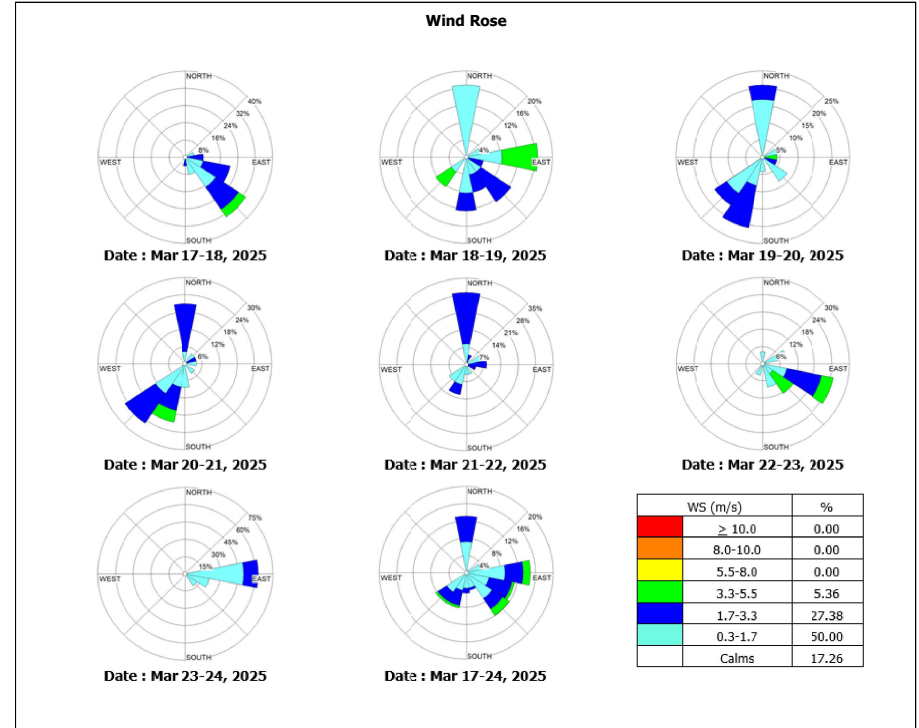 Wind Rose
NORTH
40%
32%
24%
16%
8%
WEST
EAST
SOUTH
Date : Mar 17-18, 2025
NORTH
20%
16%
12%
8%
4%
WEST
EAST
SOUTH
Date : Mar 18-19, 2025
NORTH
25%
20%
15%
10%
5%
WEST
EAST
SOUTH
Date : Mar 19-20, 2025
NORTH
30%
24%
18%
12%
6%
WEST
EAST
SOUTH
Date : Mar 20-21, 2025
NORTH
35%
28%
21%
14%
7%
WEST
EAST
SOUTH
Date : Mar 21-22, 2025
NORTH
30%
24%
18%
12%
6%
WEST
EAST
SOUTH
Date : Mar 22-23, 2025
NORTH
75%
60%
45%
30%
15%
WEST
EAST
SOUTH
Date : Mar 23-24, 2025
NORTH
20%
16%
12%
8%
4%
WEST
EAST
SOUTH
Date : Mar 17-24, 2025
WS (m/s) %
≥ 10.0 0.00
8.0-10.0 0.00
5.5-8.0 0.00
3.3-5.5 5.36
1.7-3.3 27.38
0.3-1.7 50.00
Calms 17.26